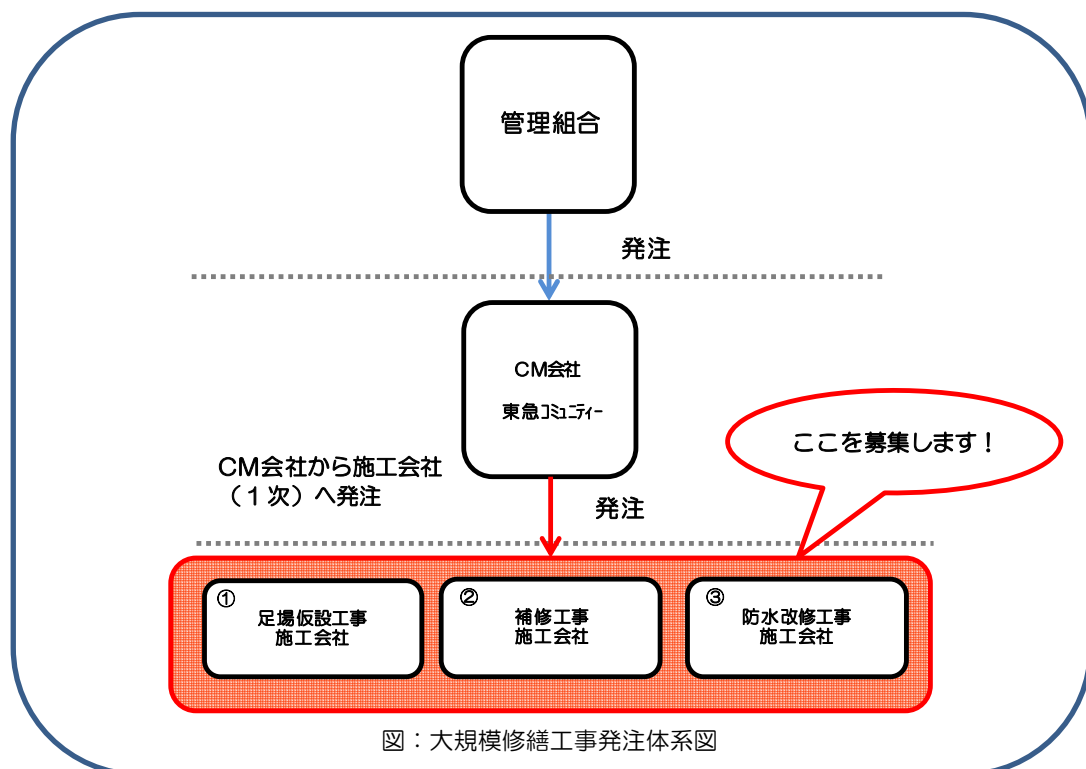 管理組合
発注
CM会社
東急ｺﾐｭﾆﾃｨｰ
ここを募集します！
CM会社から施工会社
（１次）へ発注
発注
①
足場仮設工事
施工会社
②
補修工事
施工会社
③
防水改修工事
施工会社
図：大規模修繕工事発注体系図